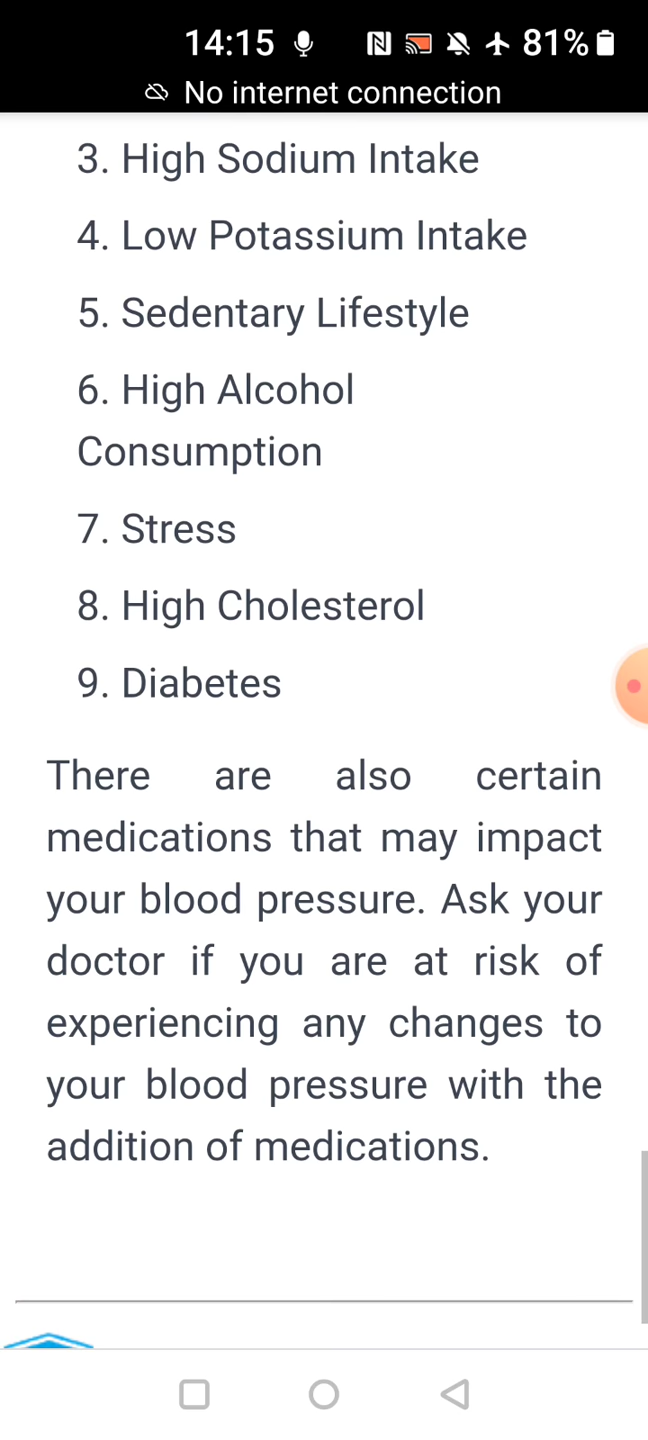 14:15 81%
No internet connection
3. High Sodium Intake
4. Low Potassium Intake
5. Sedentary Lifestyle
6. High Alcohol
Consumption
7. Stress
8. High Cholesterol
9. Diabetes
There are also certain
medications that may impact
your blood pressure. Ask your
doctor if you are at risk of
experiencing any changes to
your blood pressure with the
addition of medications.